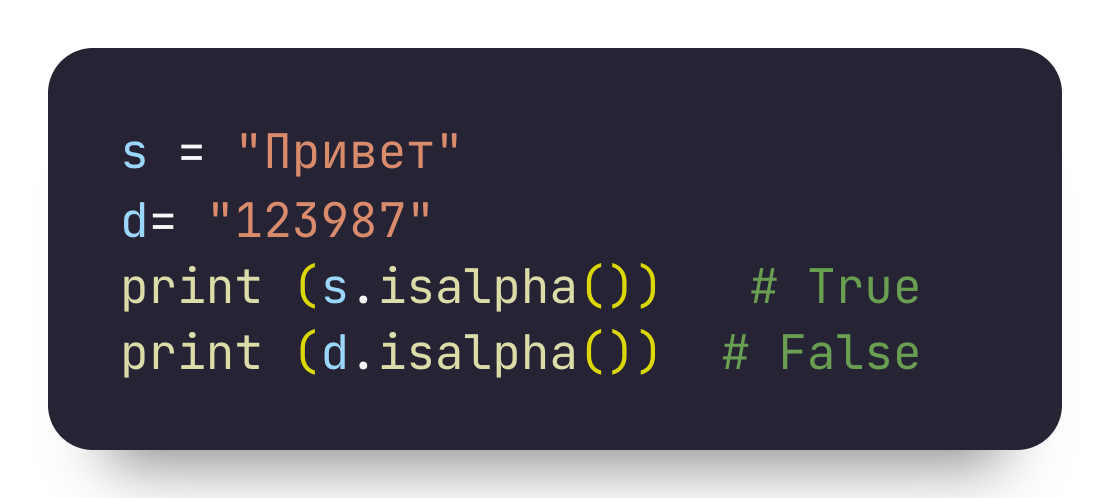 s = "Привет"
d= "123987"
print (s.isalpha())   # True
print (d.isalpha())  # False